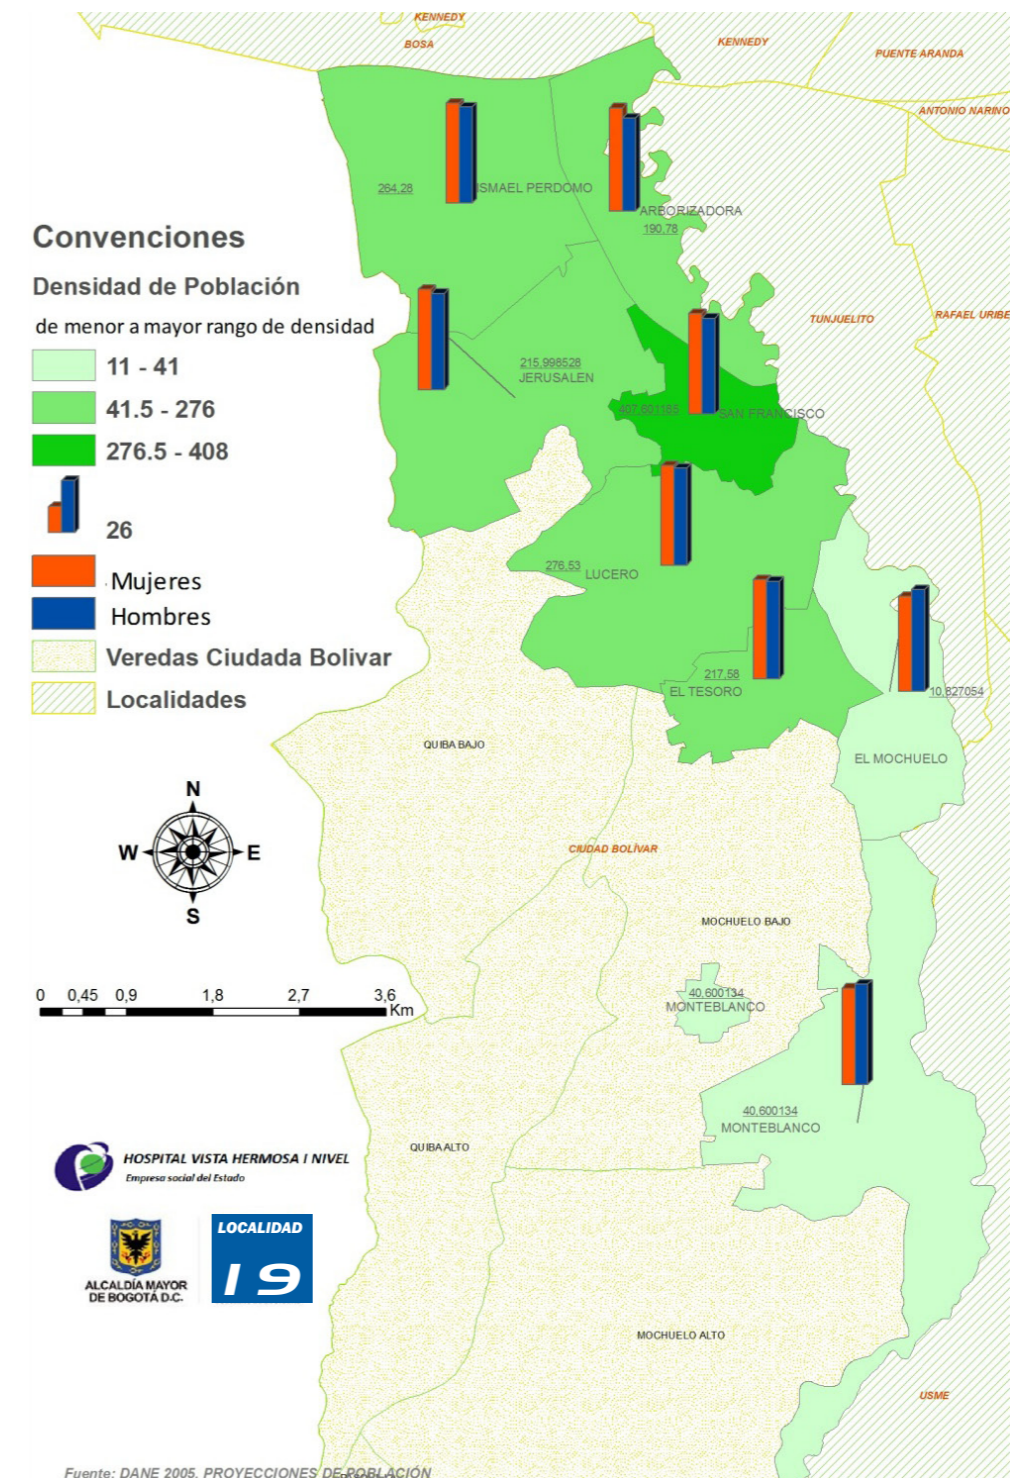 KENNEDY
BOSA
KENNEDY
PUENTE ARANDA
ANTONIO NARINO
264,28
ISMAEL PERDOMO
ARBORIZADORA
190,78
Convenciones
Densidad de Población
de menor a mayor rango de densidad
11 - 41
41.5 - 276
276.5 - 408
26
Mujeres
Hombres
Veredas Ciudada Bolivar
Localidades
TUNJUELITO
RAFAEL URIBE
215,998528
JERUSALEN
407,601185
SAN FRANCISCO
276,53
LUCERO
217,58
EL TESORO
10,827054
EL MOCHUELO
QUIBA BAJO
CIUDAD BOLÍVAR
MOCHUELO BAJO
N
W
E
S
0 0,45 0,9 1,8 2,7 3,6
Km
40,600134
MONTEBLANCO
40,600134
MONTEBLANCO
QUIBA ALTO
HOSPITAL VISTA HERMOSA I NIVEL
Empresa social del Estado
ALCALDÍA MAYOR
DE BOGOTÁ D.C.
LOCALIDAD
19
MOCHUELO ALTO
USME
Fuente: DANE 2005. PROYECCIONES DE POBLACIÓN